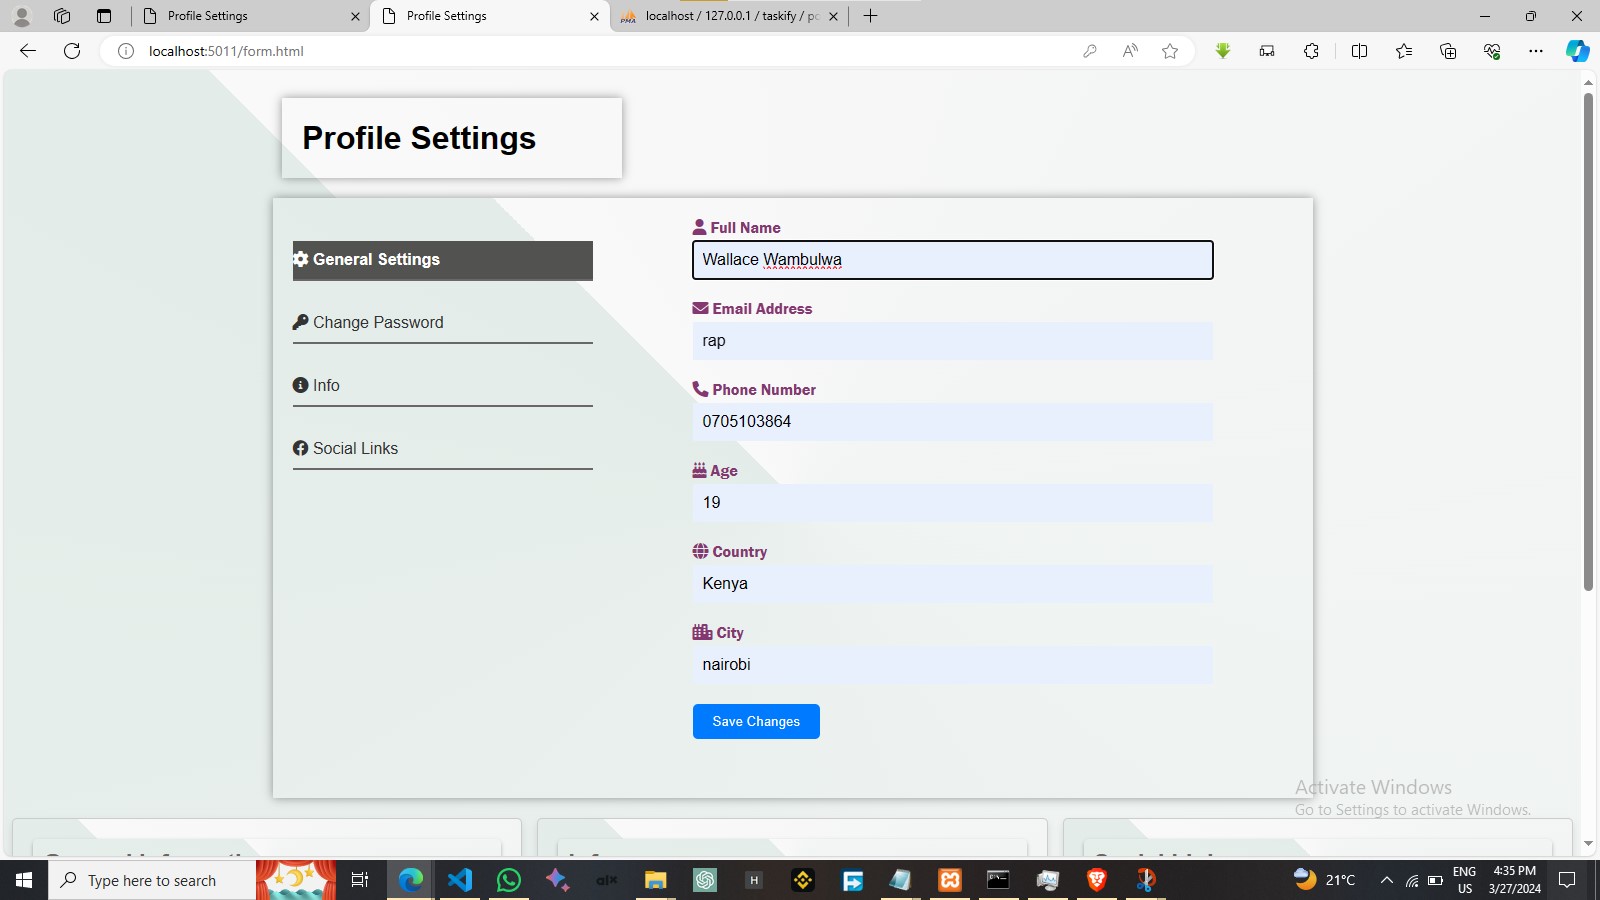 Profile Settings
Profile Settings
localhost / 127.0.0.1 / taskify / po
localhost:5011/form.html
Profile Settings
General Settings
Change Password
Info
Social Links
Full Name
Wallace Wambulwa
Email Address
rap
Phone Number
0705103864
Age
19
Country
Kenya
City
nairobi
Save Changes
Activate Windows
Go to Settings to activate Windows.
Type here to search
21°C
ENG
US
4:35 PM
3/27/2024